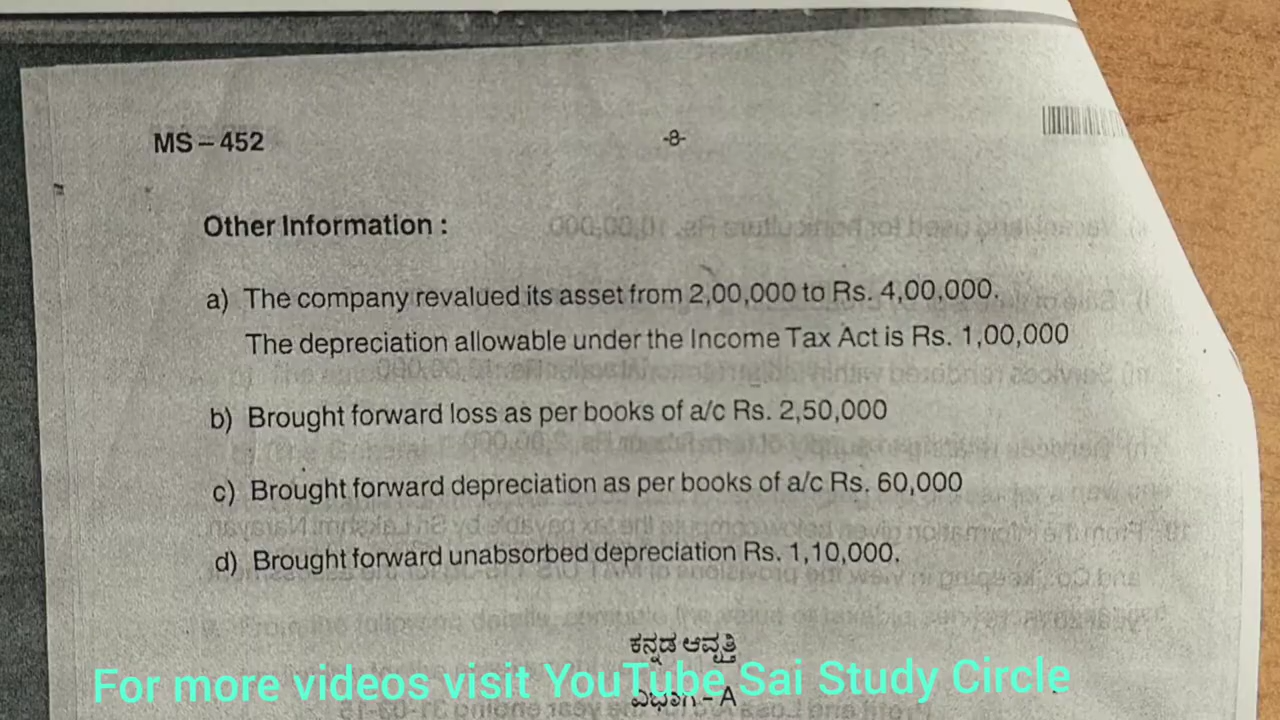 MS – 452
-8-
Other Information :
a) The company revalued its asset from 2,00,000 to Rs. 4,00,000.
The depreciation allowable under the Income Tax Act is Rs. 1,00,000
b) Brought forward loss as per books of a/c Rs. 2,50,000
c) Brought forward depreciation as per books of a/c Rs. 60,000
d) Brought forward unabsorbed depreciation Rs. 1,10,000.
ಕನ್ನಡ ಆವೃತ್ತಿ
For more videos visit YouTube Sai Study Circle
ವಿಭಾಗ – A